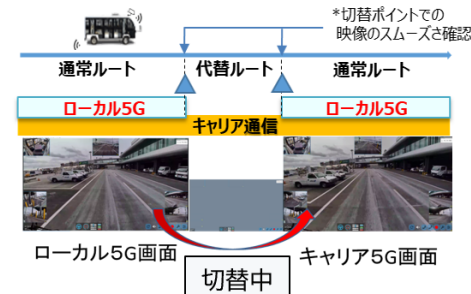 *切替ポイントでの
映像のスムーズさ確認
通常ルート
代替ルート
通常ルート
ローカル5G
ローカル5G
キャリア通信
ローカル5G画面
キャリア5G画面
切替中